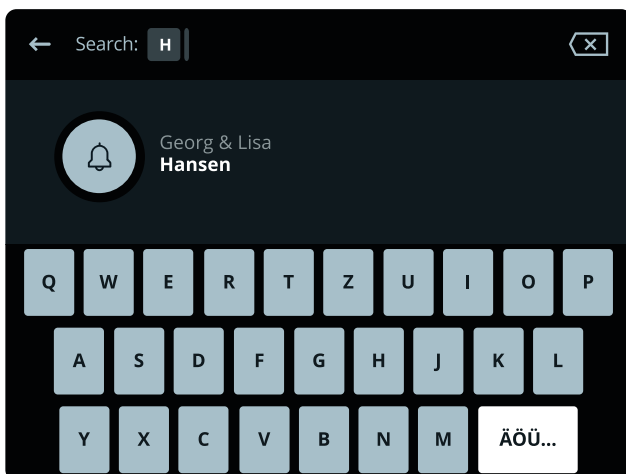 Search: H
Georg & Lisa
Hansen
Q W E R T Z U I O P
A S D F G H J K L
Y X C V B N M ÄÖÜ...